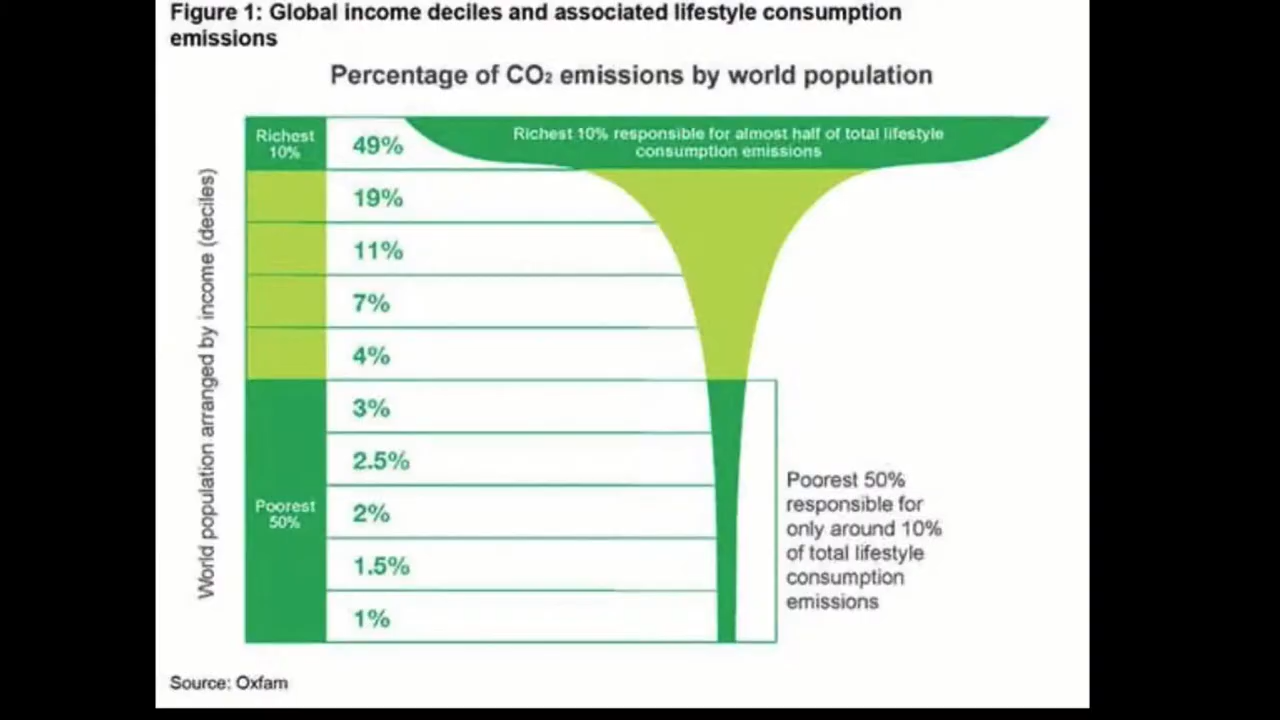 Figure 1: Global income deciles and associated lifestyle consumption
emissions
Percentage of CO₂ emissions by world population
World population arranged by income (deciles)
Richest
10%
49%
Richest 10% responsible for almost half of total lifestyle
consumption emissions
19%
11%
7%
4%
3%
2.5%
Poorest
50%
2%
1.5%
1%
Poorest 50%
responsible for
only around 10%
of total lifestyle
consumption
emissions
Source: Oxfam